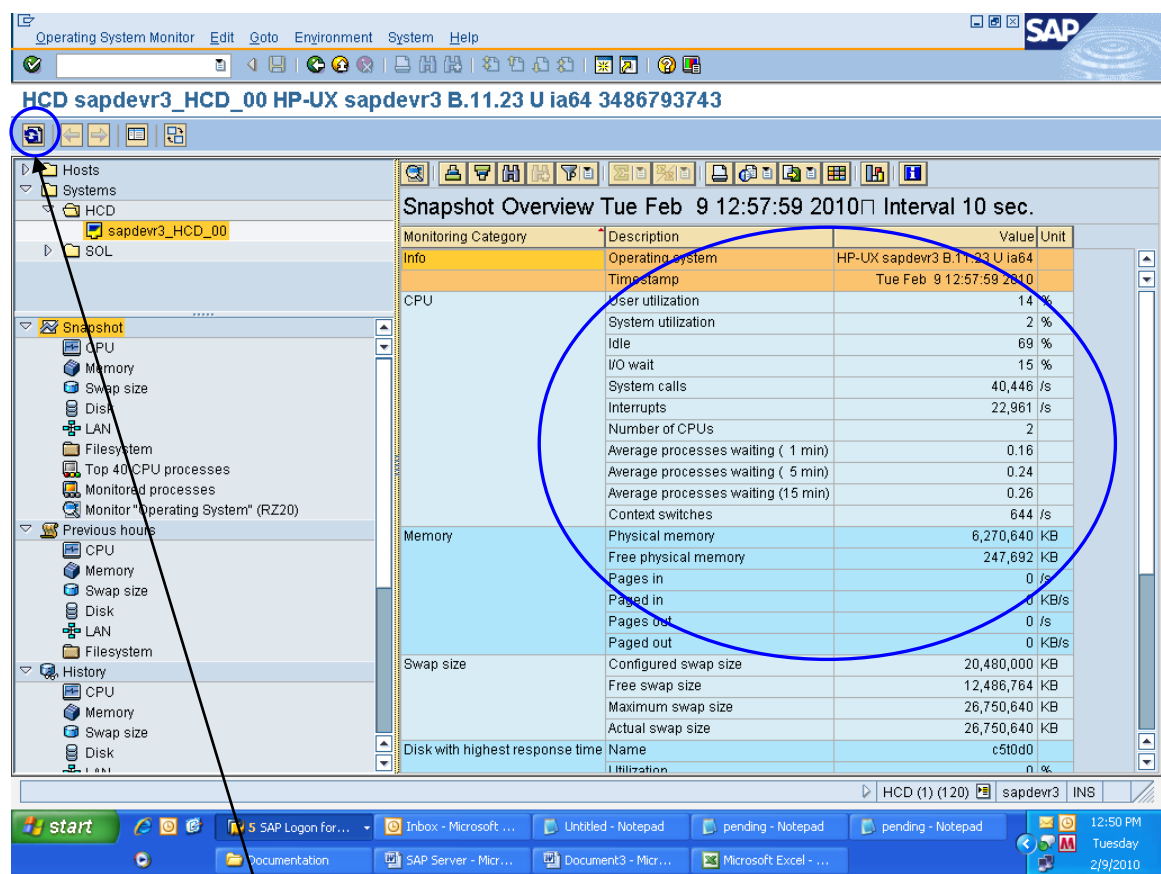 Operating System Monitor Edit Goto Environment System Help
SAP
HCD sapdevr3_HCD_00 HP-UX sapdevr3 B.11.23 U ia64 3486793743
Hosts
Systems
HCD
sapdevr3_HCD_00
SOL
Snapshot
CPU
Memory
Swap size
Disk
LAN
Filesystem
Top 40 CPU processes
Monitored processes
Monitor "Operating System" (RZ20)
Previous hours
CPU
Memory
Swap size
Disk
LAN
Filesystem
History
CPU
Memory
Swap size
Disk
LAN
Snapshot Overview Tue Feb 9 12:57:59 2010□ Interval 10 sec.
Monitoring Category Description Value Unit
Info Operating system HP-UX sapdevr3 B.11.23 U ia64
Timestamp Tue Feb 9 12:57:59 2010
CPU User utilization 14 %
System utilization 2 %
Idle 69 %
I/O wait 15 %
System calls 40,446 /s
Interrupts 22,961 /s
Number of CPUs 2
Average processes waiting ( 1 min) 0.16
Average processes waiting ( 5 min) 0.24
Average processes waiting (15 min) 0.26
Context switches 644 /s
Memory Physical memory 6,270,640 KB
Free physical memory 247,692 KB
Pages in 0 /s
Paged in 0 KB/s
Pages out 0 /s
Paged out 0 KB/s
Swap size Configured swap size 20,480,000 KB
Free swap size 12,486,764 KB
Maximum swap size 26,750,640 KB
Actual swap size 26,750,640 KB
Disk with highest response time Name c5t0d0
Utilization 0 %
HCD (1) (120) sapdevr3 INS
start 5 SAP Logon for... Inbox - Microsoft ... Untitled - Notepad pending - Notepad pending - Notepad 12:50 PM
Tuesday
Documentation SAP Server - Micr... Document3 - Micr... Microsoft Excel - ... 2/9/2010